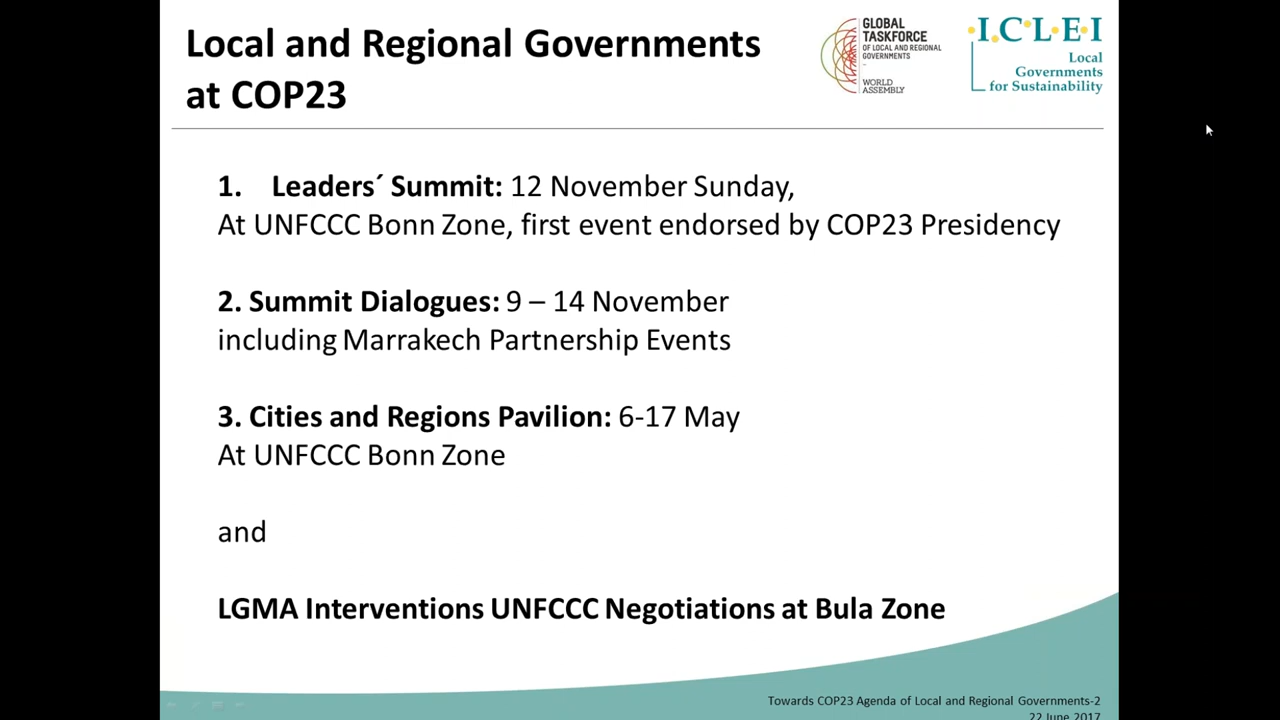 Local and Regional Governments
at COP23
GLOBAL
TASKFORCE
OF LOCAL AND REGIONAL
GOVERNMENTS
WORLD
ASSEMBLY
I.C.L.E.I
Local
Governments
for Sustainability
1. Leaders´ Summit: 12 November Sunday,
At UNFCCC Bonn Zone, first event endorsed by COP23 Presidency
2. Summit Dialogues: 9 – 14 November
including Marrakech Partnership Events
3. Cities and Regions Pavilion: 6-17 May
At UNFCCC Bonn Zone
and
LGMA Interventions UNFCCC Negotiations at Bula Zone
Towards COP23 Agenda of Local and Regional Governments-2
22 June 2017